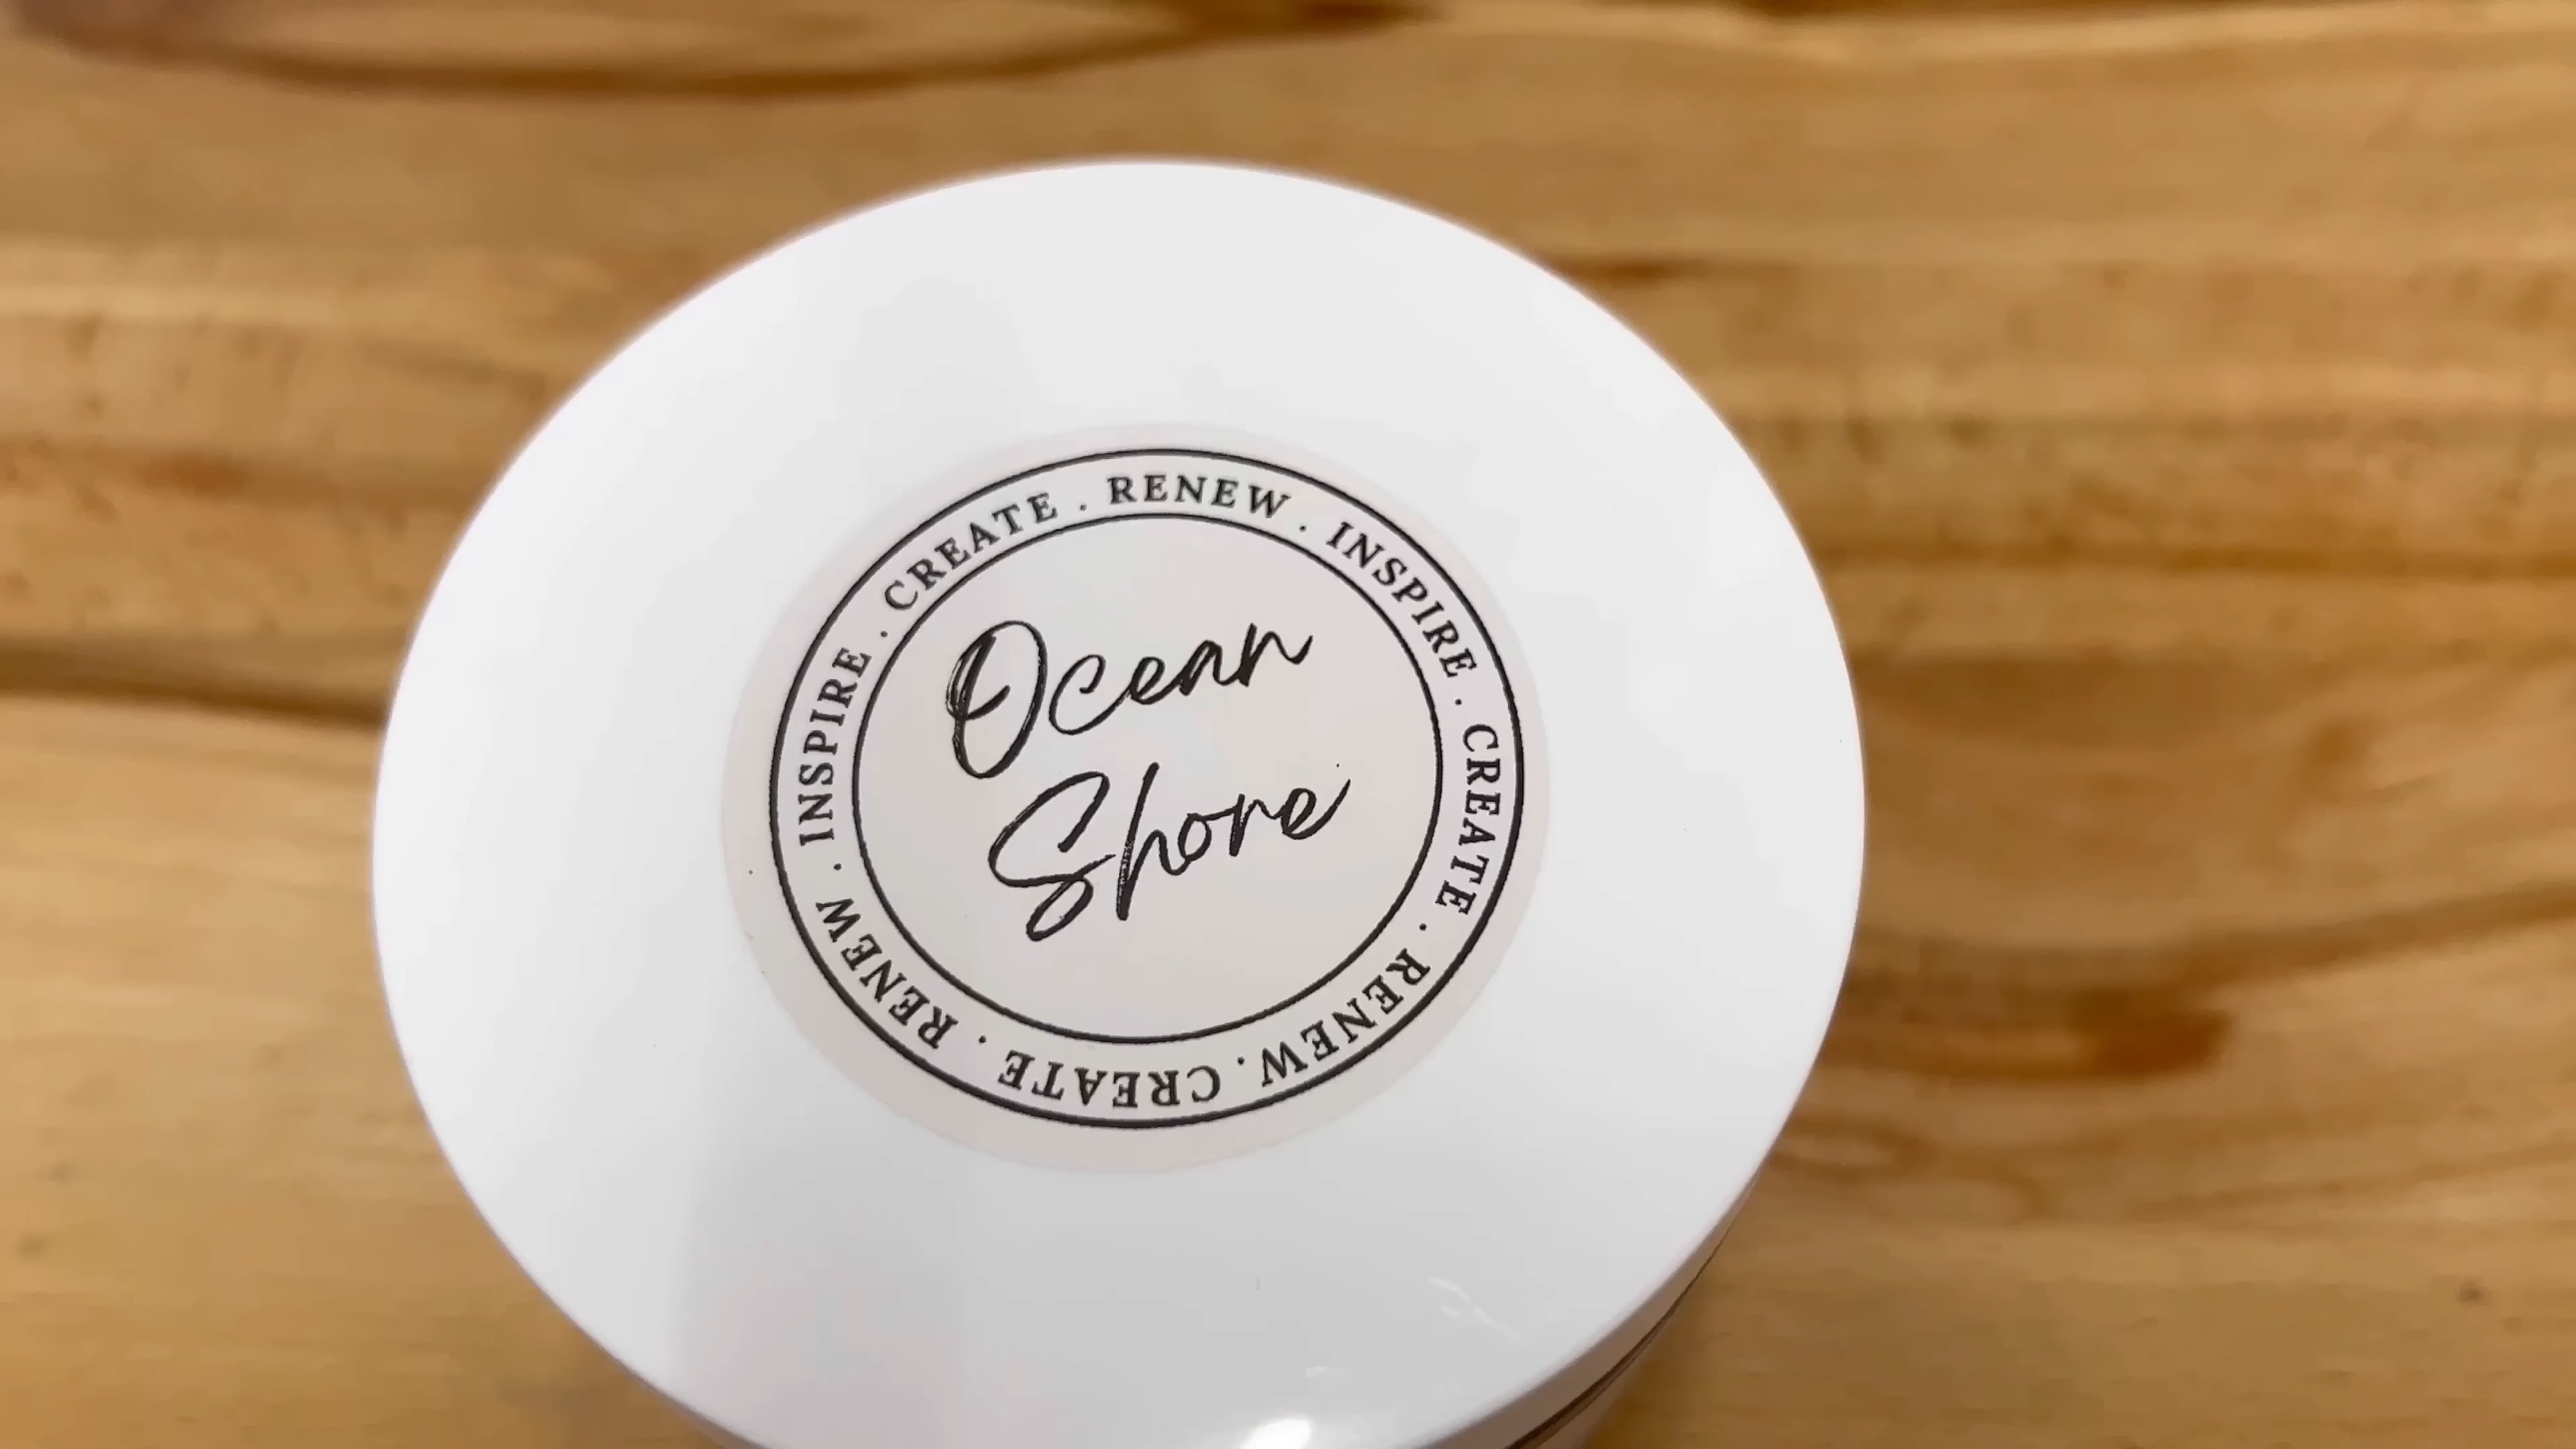 Ocean
Shore
RENEW . INSPIRE . CREATE . RENEW . CREATE . RENEW . INSPIRE . CREATE .